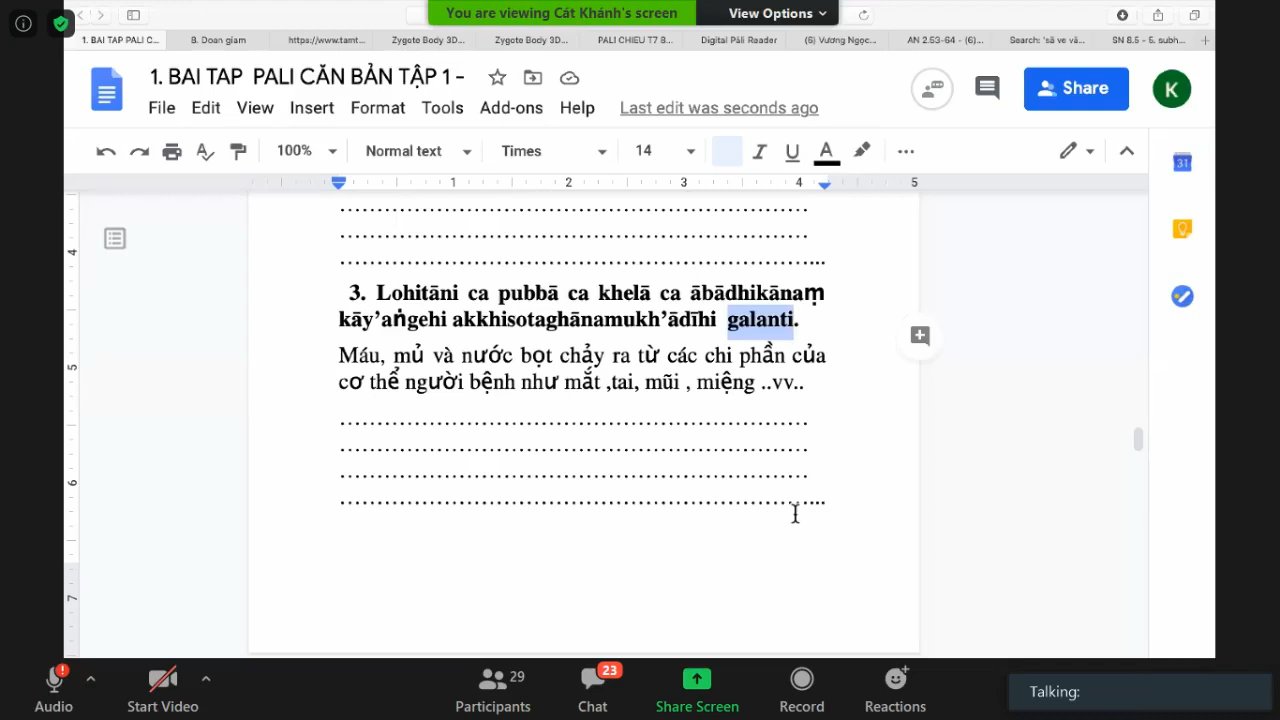 You are viewing Cát Khánh's screen
View Options
1. BAI TAP PALI C...
8. Doan giam
https://www.tamt...
Zygote Body 3D...
Zygote Body 3D...
PALI CHIEU T7 8...
Digital Pāli Reader
(6) Vương Ngọc...
AN 2.53-64 - (6)...
Search: 'sā ve vā...
SN 8.5 - 5. subh...
1. BAI TAP PALI CĂN BẢN TẬP 1 -
K
Share
File Edit View Insert Format Tools Add-ons Help Last edit was seconds ago
100% Normal text Times 14
1 2 3 4 5
31
4
5
6
7
……………………………………………………
……………………………………………………
……………………………………………………...
3. Lohitāni ca pubbā ca khelā ca ābādhikānaṃ
kāy’aṅgehi akkhisotaghānamukh’ādīhi galanti.
Máu, mủ và nước bọt chảy ra từ các chi phần của
cơ thể người bệnh như mắt ,tai, mũi , miệng ..vv..
……………………………………………………
……………………………………………………
……………………………………………………
……………………………………………………...
Audio
Start Video
29
Participants
23
Chat
Share Screen
Record
Reactions
Talking: